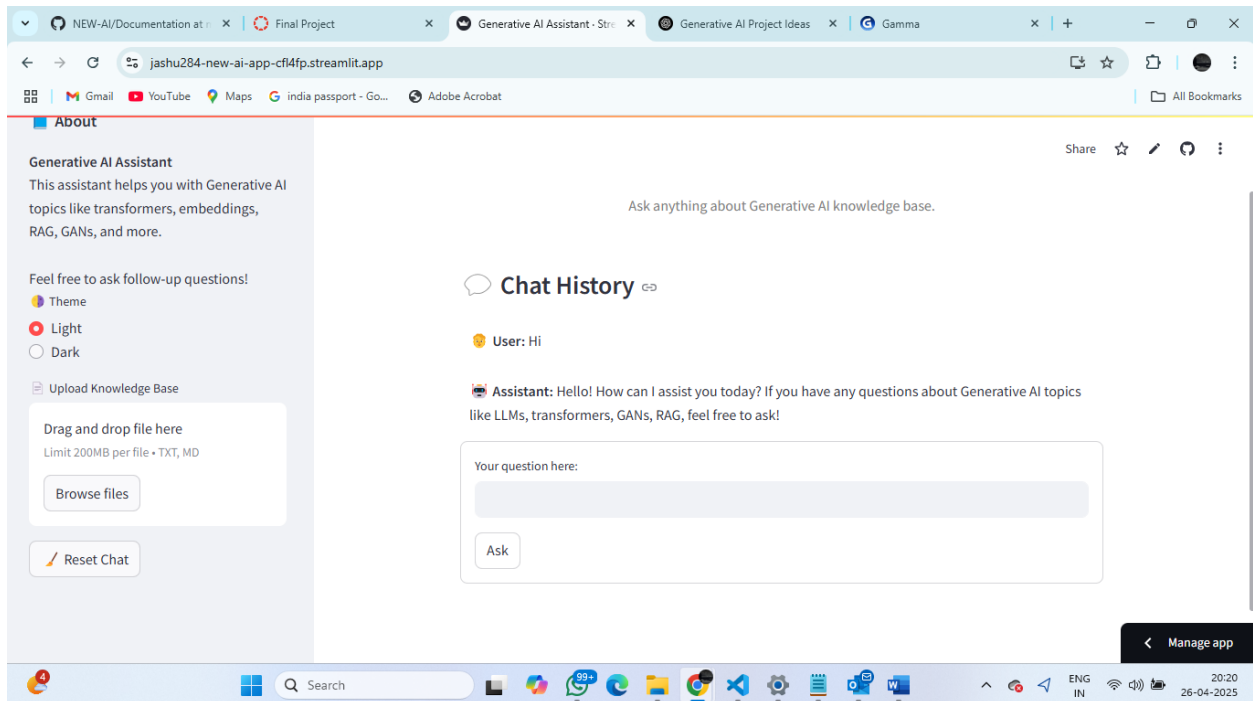 NEW-AI/Documentation at
Final Project
Generative AI Assistant · Stre
Generative AI Project Ideas
Gamma
jashu284-new-ai-app-cfl4fp.streamlit.app
Gmail
YouTube
Maps
india passport - Go...
Adobe Acrobat
All Bookmarks
About
Generative AI Assistant
This assistant helps you with Generative AI
topics like transformers, embeddings,
RAG, GANs, and more.
Feel free to ask follow-up questions!
Theme
Light
Dark
Upload Knowledge Base
Drag and drop file here
Limit 200MB per file • TXT, MD
Browse files
Reset Chat
Share
Ask anything about Generative AI knowledge base.
Chat History
User: Hi
Assistant: Hello! How can I assist you today? If you have any questions about Generative AI topics
like LLMs, transformers, GANs, RAG, feel free to ask!
Your question here:
Ask
Manage app
4
Search
99+
ENG
IN
20:20
26-04-2025